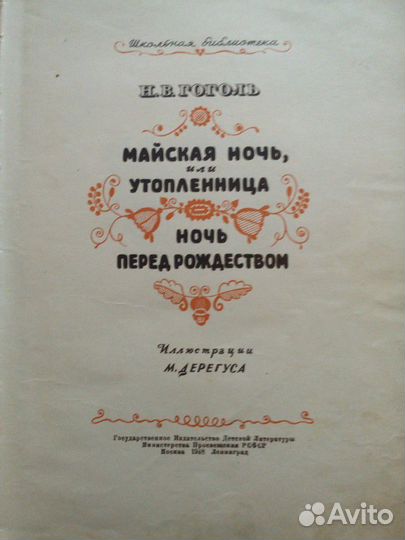 Школьная библиотека
Н.В.ГОГОЛЬ
МАЙСКАЯ НОЧЬ,
или
УТОПЛЕННИЦА
НОЧЬ
ПЕРЕД РОЖДЕСТВОМ
Иллюстрации
М. ДЕРЕГУСА
Государственное Издательство Детской Литературы
Министерства Просвещения РСФСР
Москва 1948 Ленинград
Avito